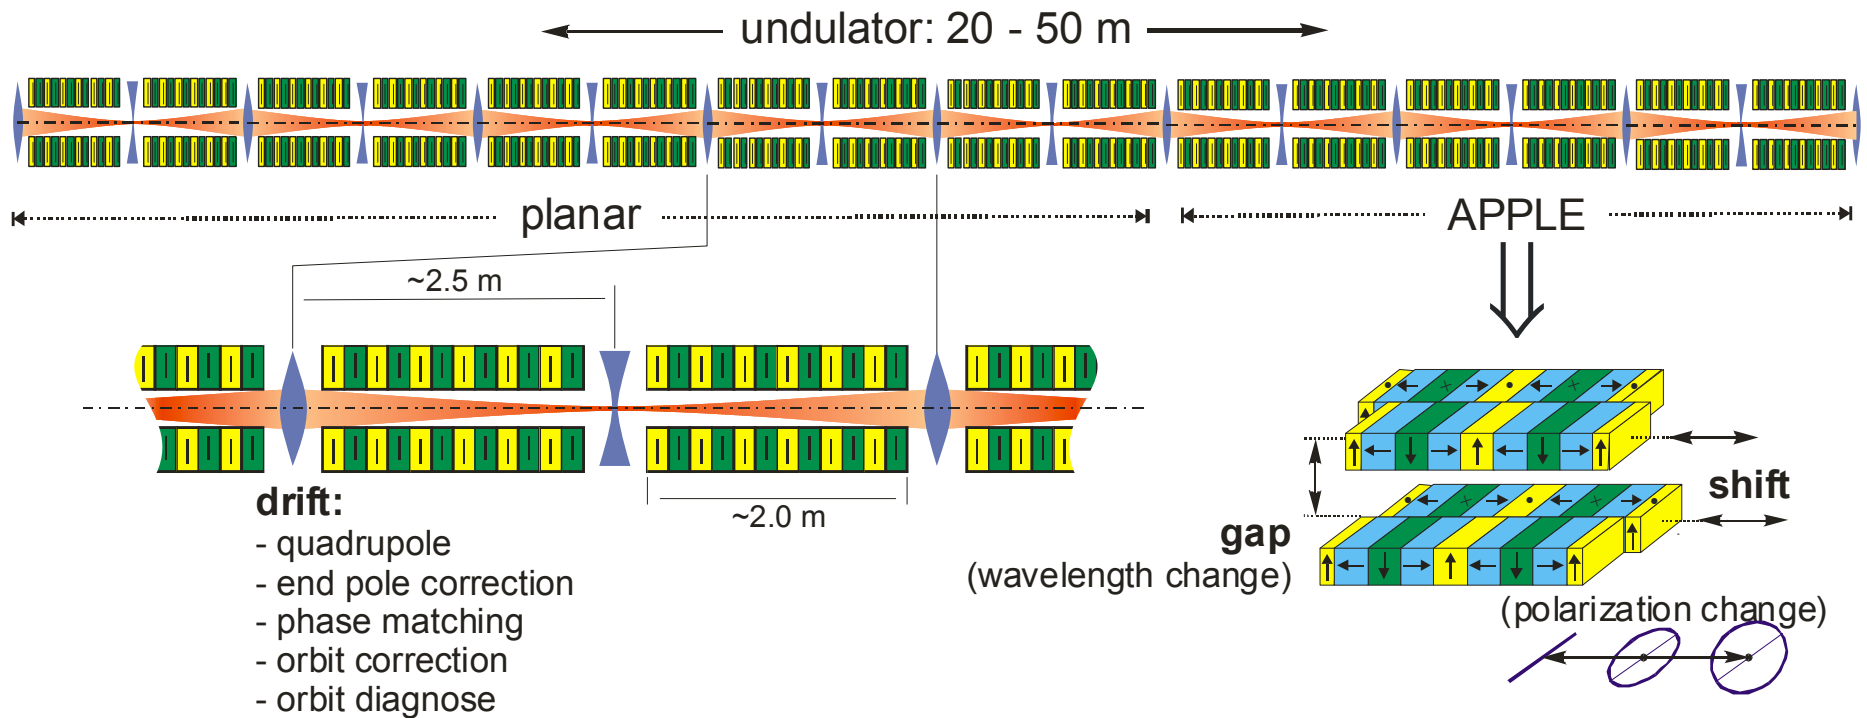 undulator: 20 - 50 m
planar
APPLE
~2.5 m
~2.0 m
drift:
- quadrupole
- end pole correction
- phase matching
- orbit correction
- orbit diagnose
shift
gap
(wavelength change)
(polarization change)